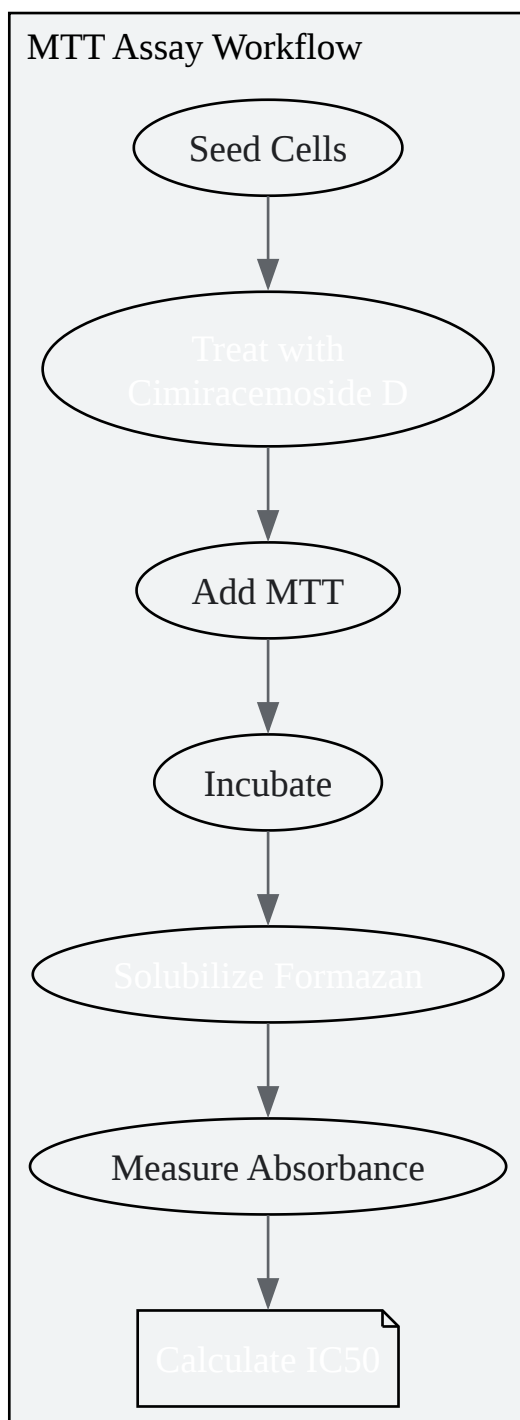 MTT Assay Workflow
Seed Cells
Treat with
Cimiracemoside D
Add MTT
Incubate
Solubilize Formazan
Measure Absorbance
Calculate IC50